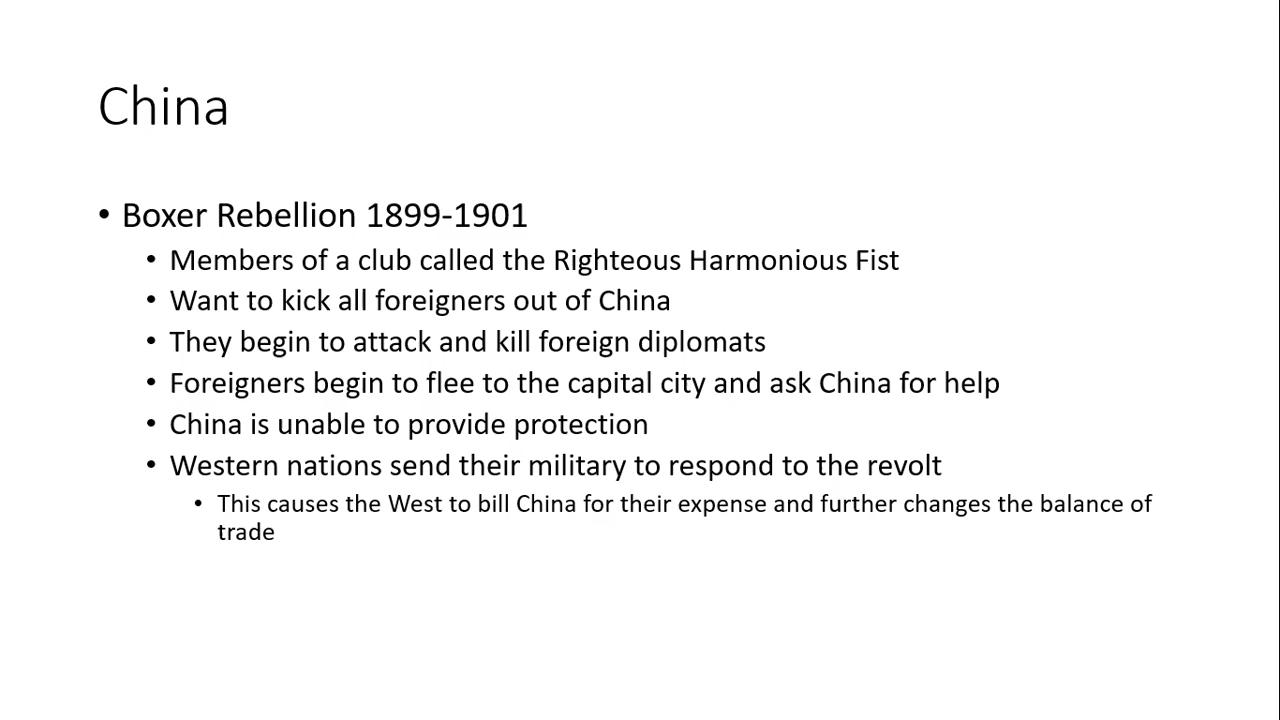 China
• Boxer Rebellion 1899-1901
• Members of a club called the Righteous Harmonious Fist
• Want to kick all foreigners out of China
• They begin to attack and kill foreign diplomats
• Foreigners begin to flee to the capital city and ask China for help
• China is unable to provide protection
• Western nations send their military to respond to the revolt
• This causes the West to bill China for their expense and further changes the balance of
trade